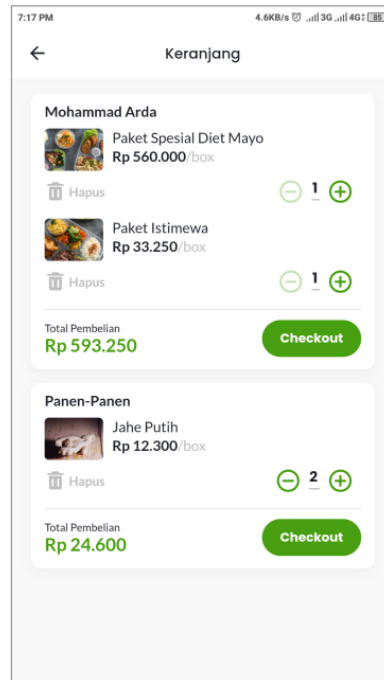 7:17 PM 4.6KB/s 3G 4G 85
Keranjang
Mohammad Arda
Paket Spesial Diet Mayo
Rp 560.000/box
Hapus 1
Paket Istimewa
Rp 33.250/box
Hapus 1
Total Pembelian
Rp 593.250 Checkout
Panen-Panen
Jahe Putih
Rp 12.300/box
Hapus 2
Total Pembelian
Rp 24.600 Checkout